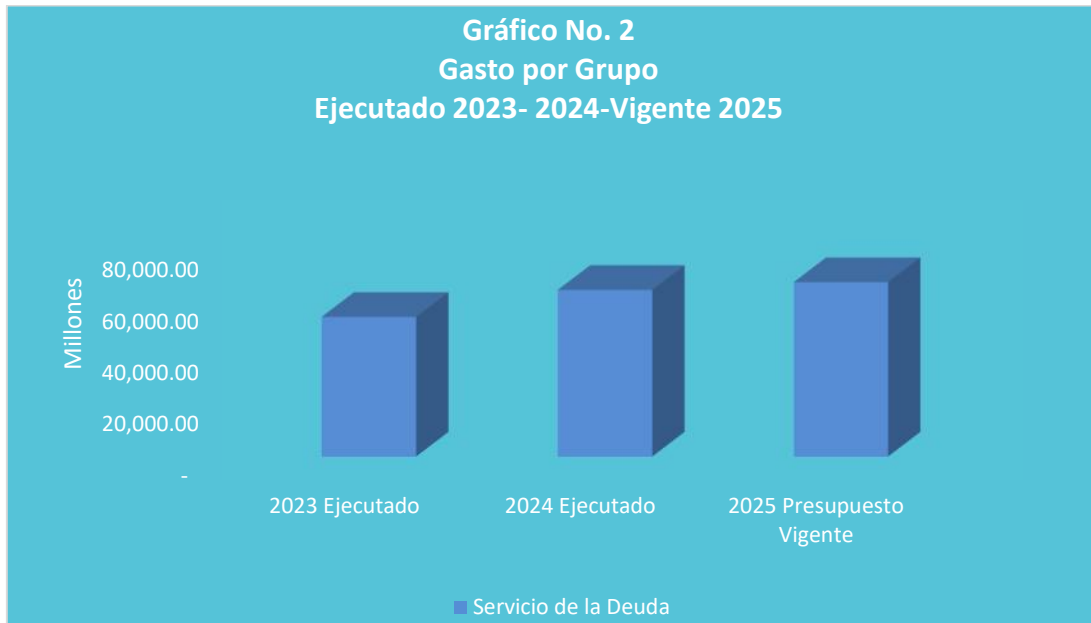 Gráfico No. 2
Gasto por Grupo
Ejecutado 2023- 2024-Vigente 2025
Millones
80,000.00
60,000.00
40,000.00
20,000.00
-
2023 Ejecutado
2024 Ejecutado
2025 Presupuesto
Vigente
Servicio de la Deuda